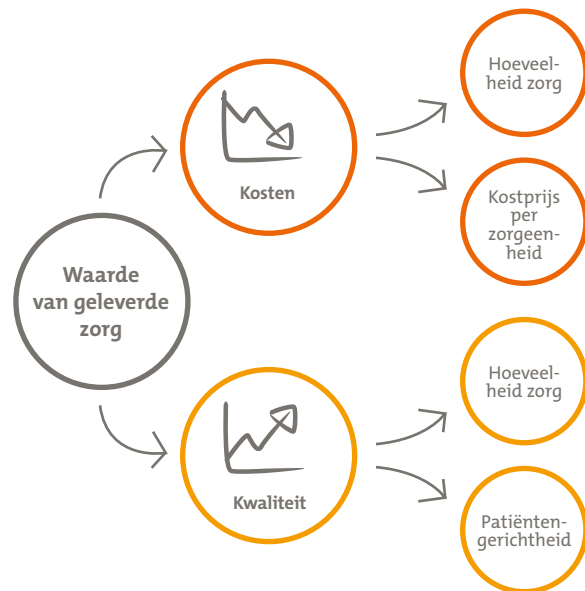 Waarde
van geleverde
zorg
Kosten
Hoeveel-
heid zorg
Kostprijs
per
zorgeen-
heid
Kwaliteit
Hoeveel-
heid zorg
Patiënten-
gerichtheid